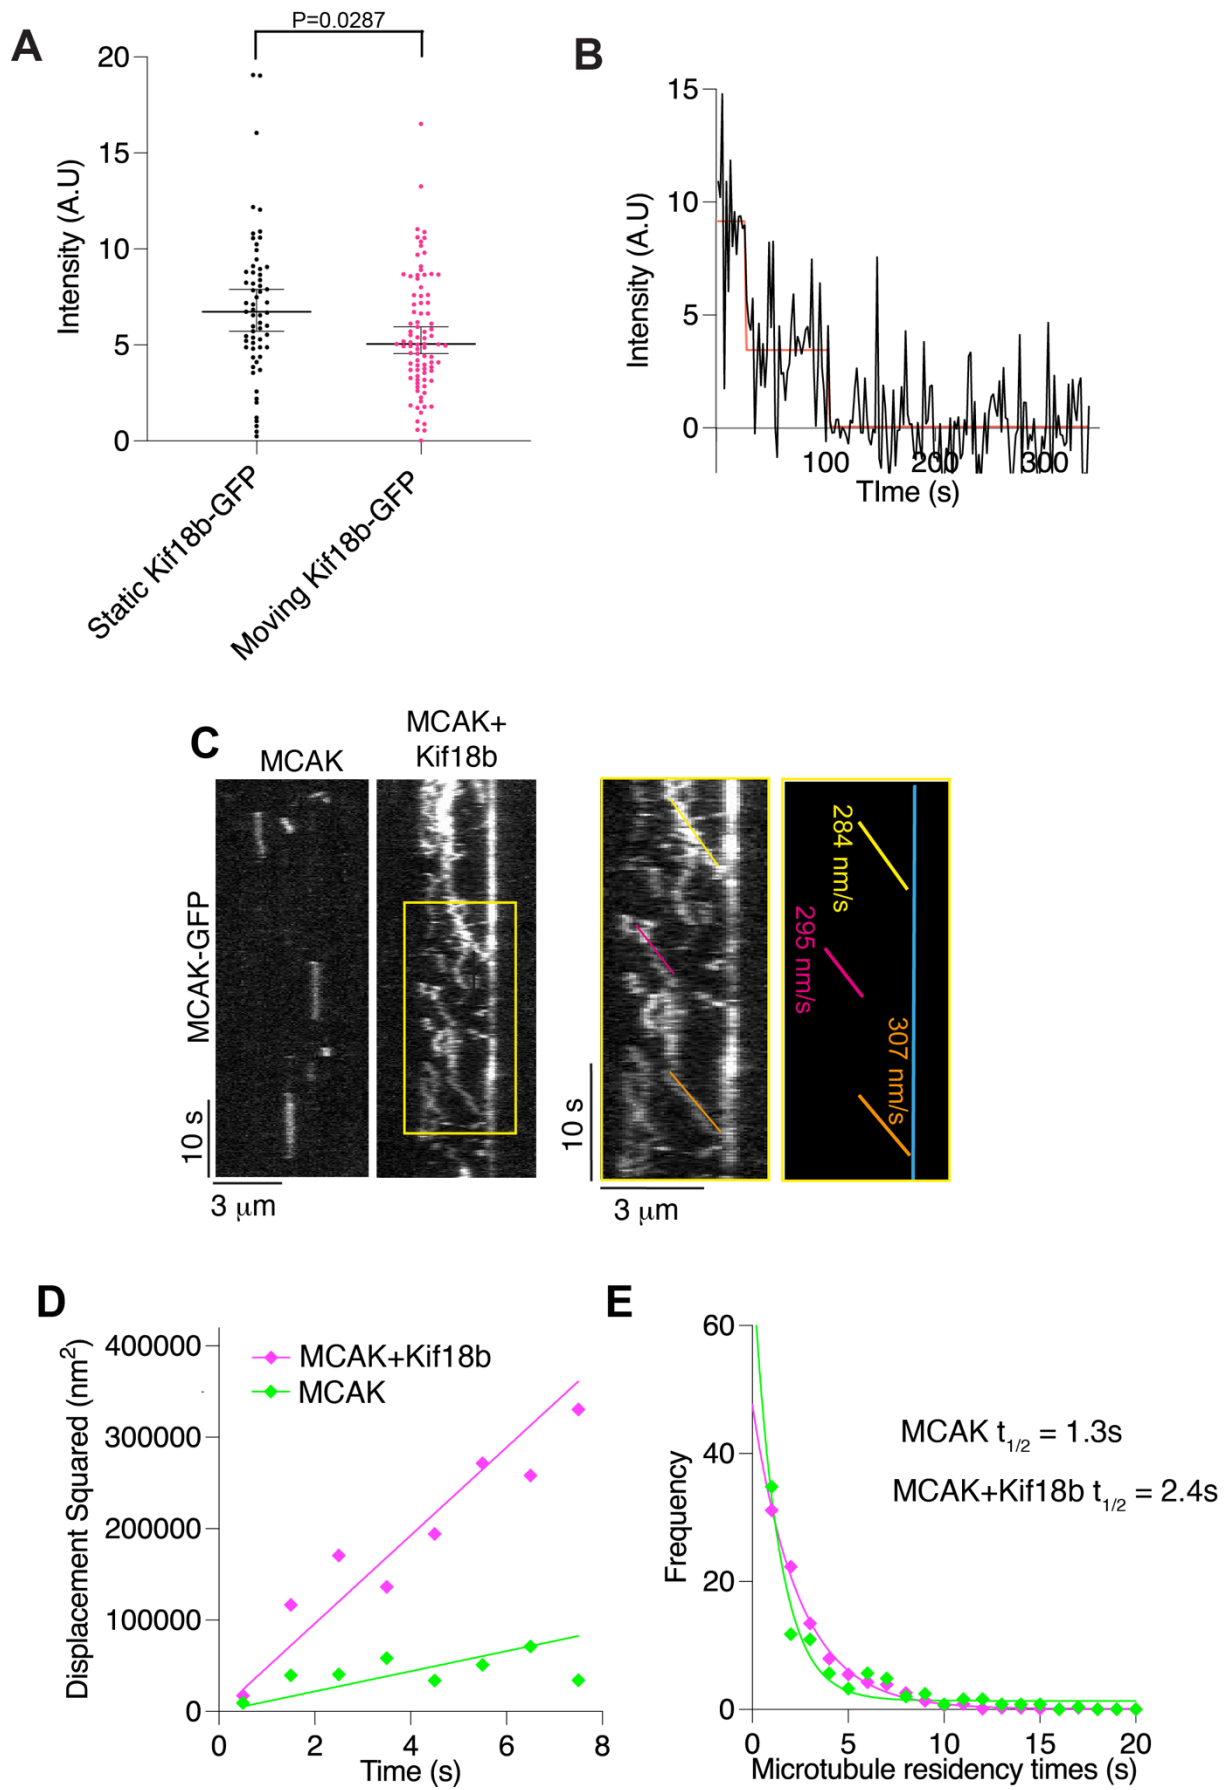 A
P=0.0287
20
15
10
5
0
Intensity (A.U)
Static Kif18b-GFP
Moving Kif18b-GFP
B
15
10
5
0
Intensity (A.U)
100
200
300
TIme (s)
C
MCAK
MCAK+
Kif18b
MCAK-GFP
10 s
3 μm
10 s
3 μm
284 nm/s
295 nm/s
307 nm/s
D
400000
300000
200000
100000
0
Displacement Squared (nm²)
MCAK+Kif18b
MCAK
0 2 4 6 8
Time (s)
E
60
40
20
0
Frequency
MCAK t1/2 = 1.3s
MCAK+Kif18b t1/2 = 2.4s
0 5 10 15 20
Microtubule residency times (s)